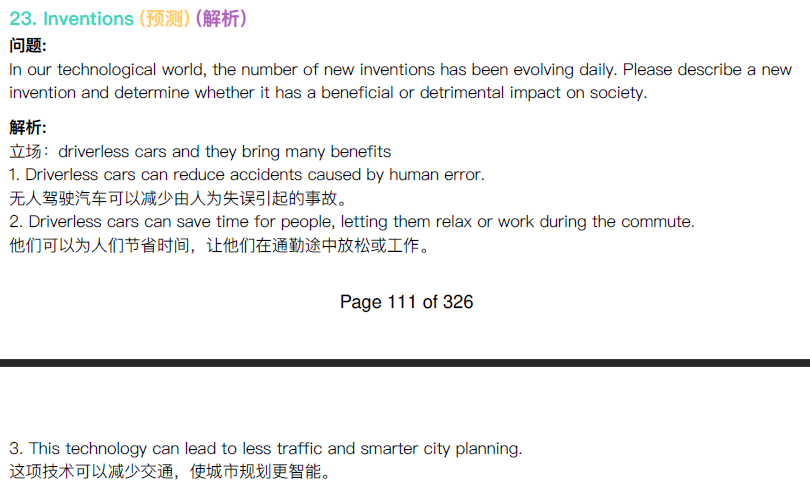 23. Inventions (预测) (解析)
问题:
In our technological world, the number of new inventions has been evolving daily. Please describe a new
invention and determine whether it has a beneficial or detrimental impact on society.
解析:
立场：driverless cars and they bring many benefits
1. Driverless cars can reduce accidents caused by human error.
无人驾驶汽车可以减少由人为失误引起的事故。
2. Driverless cars can save time for people, letting them relax or work during the commute.
他们可以为人们节省时间，让他们在通勤途中放松或工作。
Page 111 of 326
3. This technology can lead to less traffic and smarter city planning.
这项技术可以减少交通，使城市规划更智能。